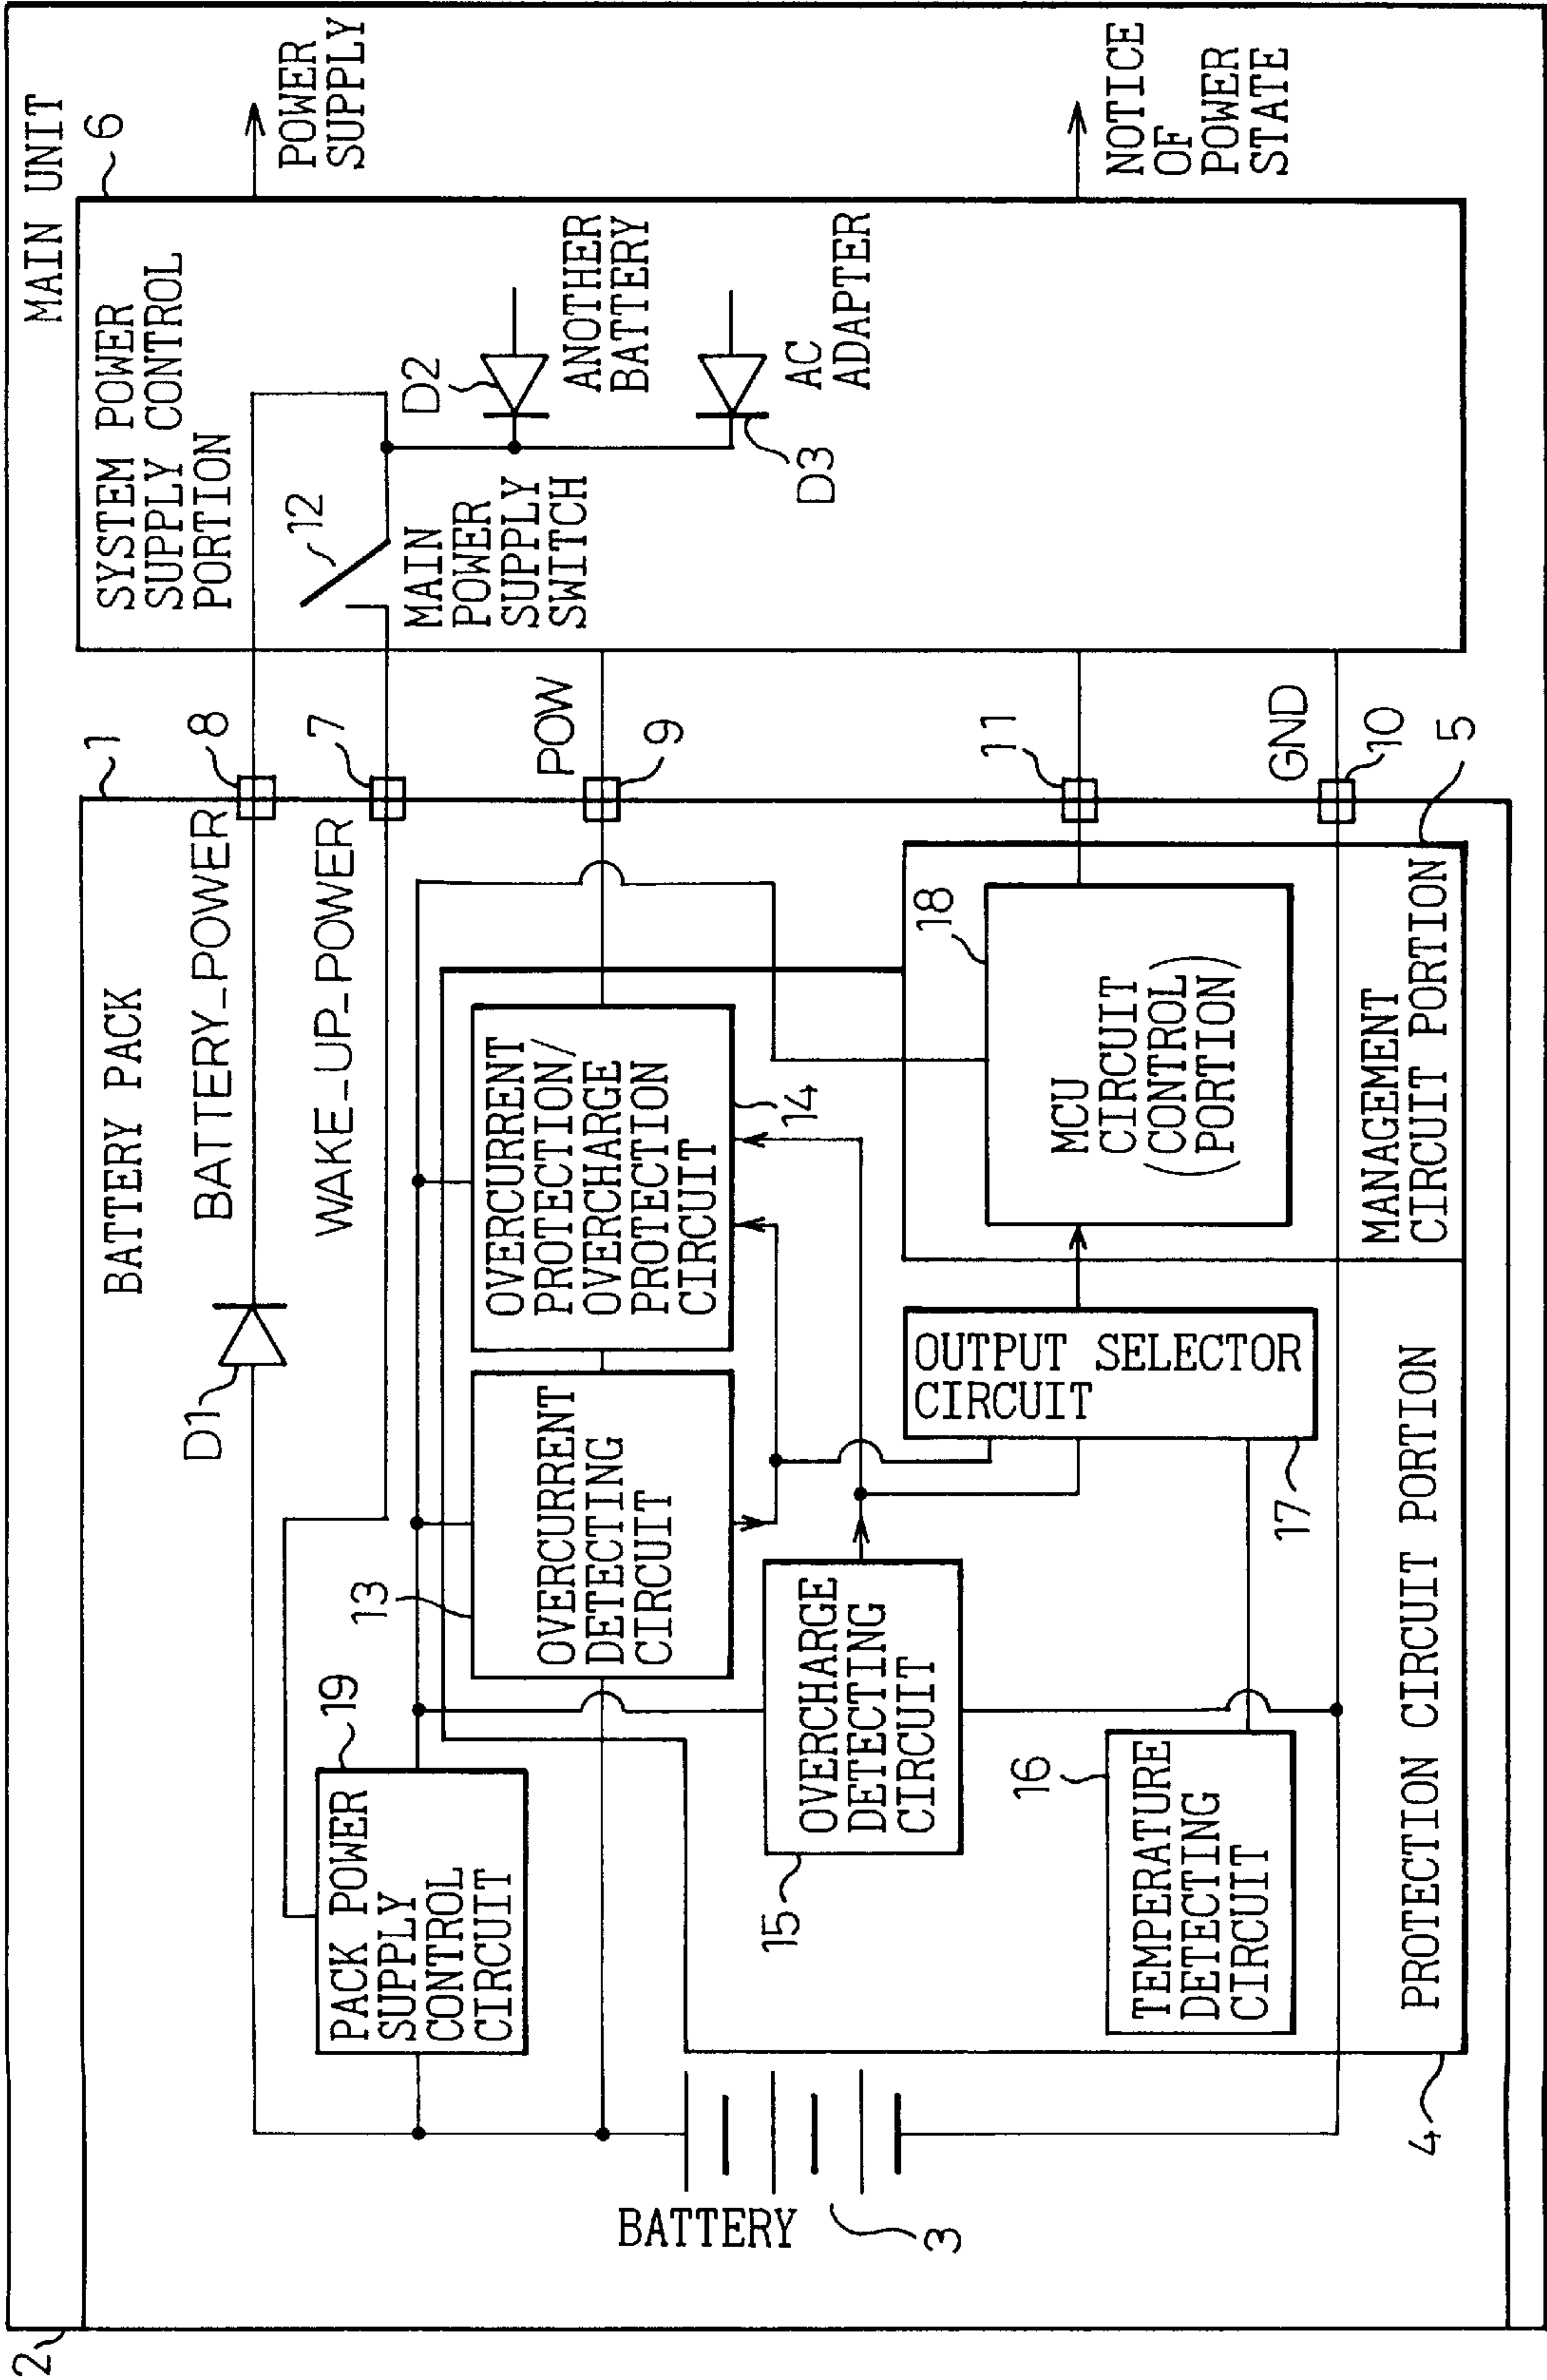 2
MAIN UNIT
1
BATTERY PACK
6
SYSTEM POWER
SUPPLY CONTROL
PORTION
POWER
SUPPLY
D1
BATTERY_POWER
8
WAKE_UP_POWER
7
12
MAIN
POWER
SUPPLY
SWITCH
D2
ANOTHER
BATTERY
D3
AC
ADAPTER
19
PACK POWER
SUPPLY
CONTROL
CIRCUIT
13
OVERCURRENT
DETECTING
CIRCUIT
OVERCURRENT
PROTECTION/
OVERCHARGE
PROTECTION
CIRCUIT
14
POW
9
BATTERY
3
15
OVERCHARGE
DETECTING
CIRCUIT
OUTPUT SELECTOR
CIRCUIT
17
18
MCU
CIRCUIT
(CONTROL
PORTION)
11
NOTICE
OF
POWER
STATE
16
TEMPERATURE
DETECTING
CIRCUIT
GND
10
MANAGEMENT
CIRCUIT PORTION
5
PROTECTION CIRCUIT PORTION
4